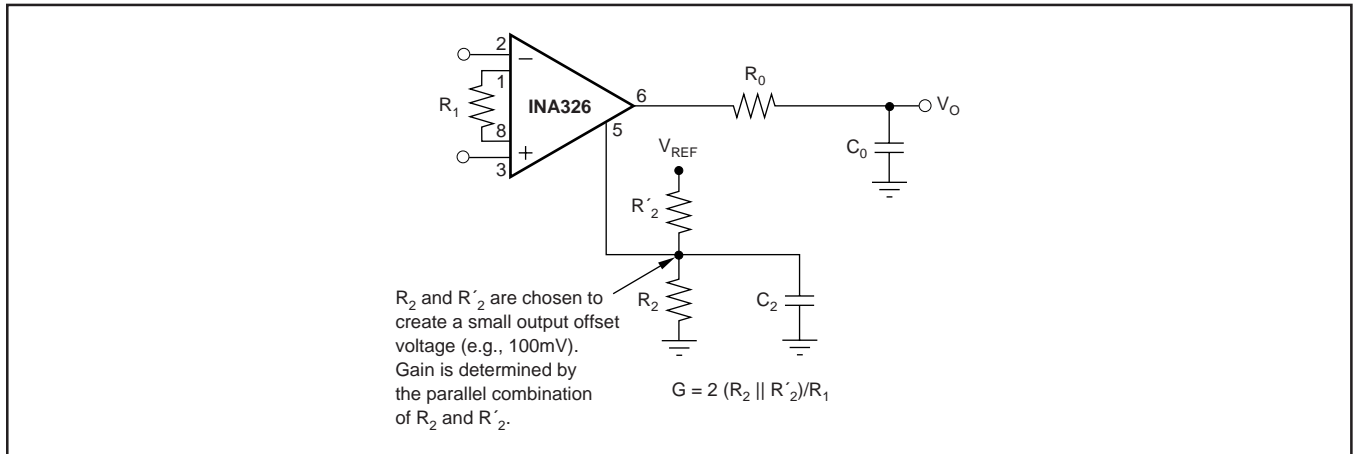 2
−
1
R1
INA326
8
+
3
6
5
R0
VO
C0
VREF
R´2
R2
C2
R2 and R´2 are chosen to
create a small output offset
voltage (e.g., 100mV).
Gain is determined by
the parallel combination
of R2 and R´2.
G = 2 (R2 || R´2)/R1